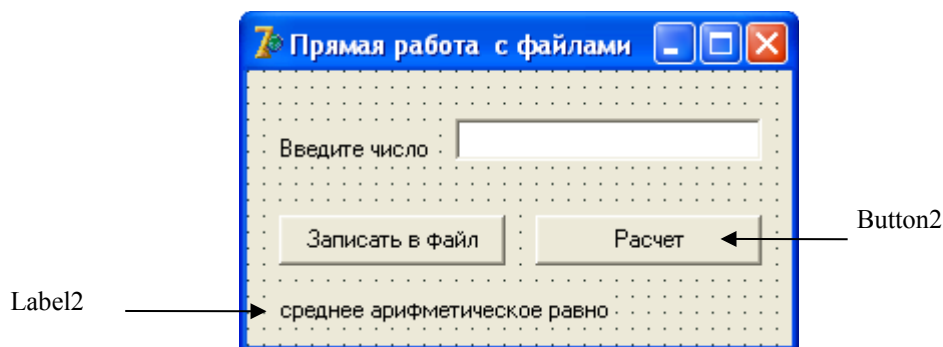 Прямая работа с файлами
Введите число
Записать в файл
Расчет
Button2
Label2
среднее арифметическое равно